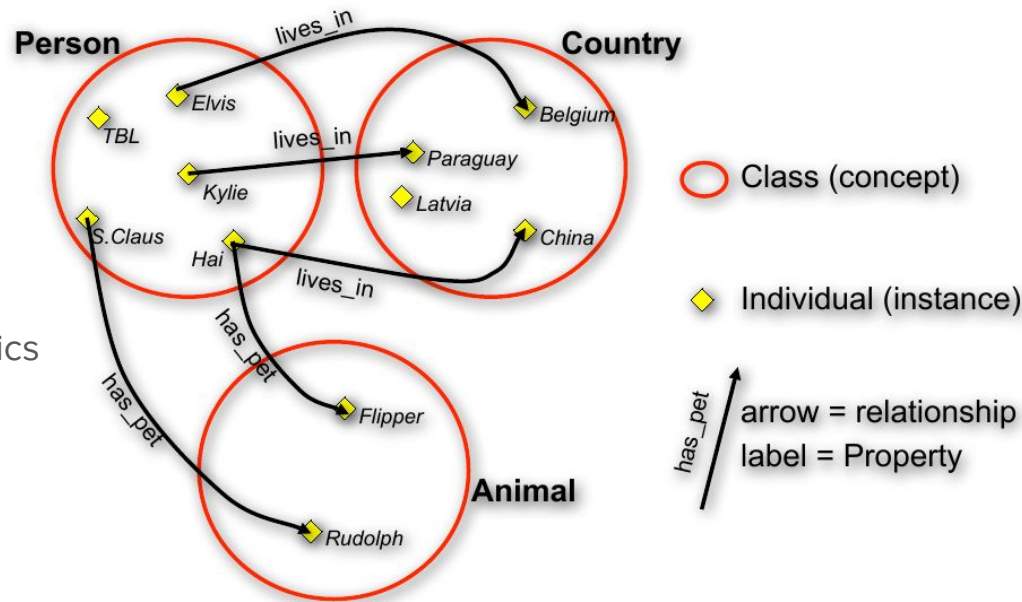 Person
lives_in
Country
Elvis
TBL
Belgium
lives_in
Paraguay
Kylie
Latvia
S.Claus
Hai
China
lives_in
has_pet
has_pet
Flipper
Animal
Rudolph
Class (concept)
Individual (instance)
has_pet
arrow = relationship
label = Property
ics